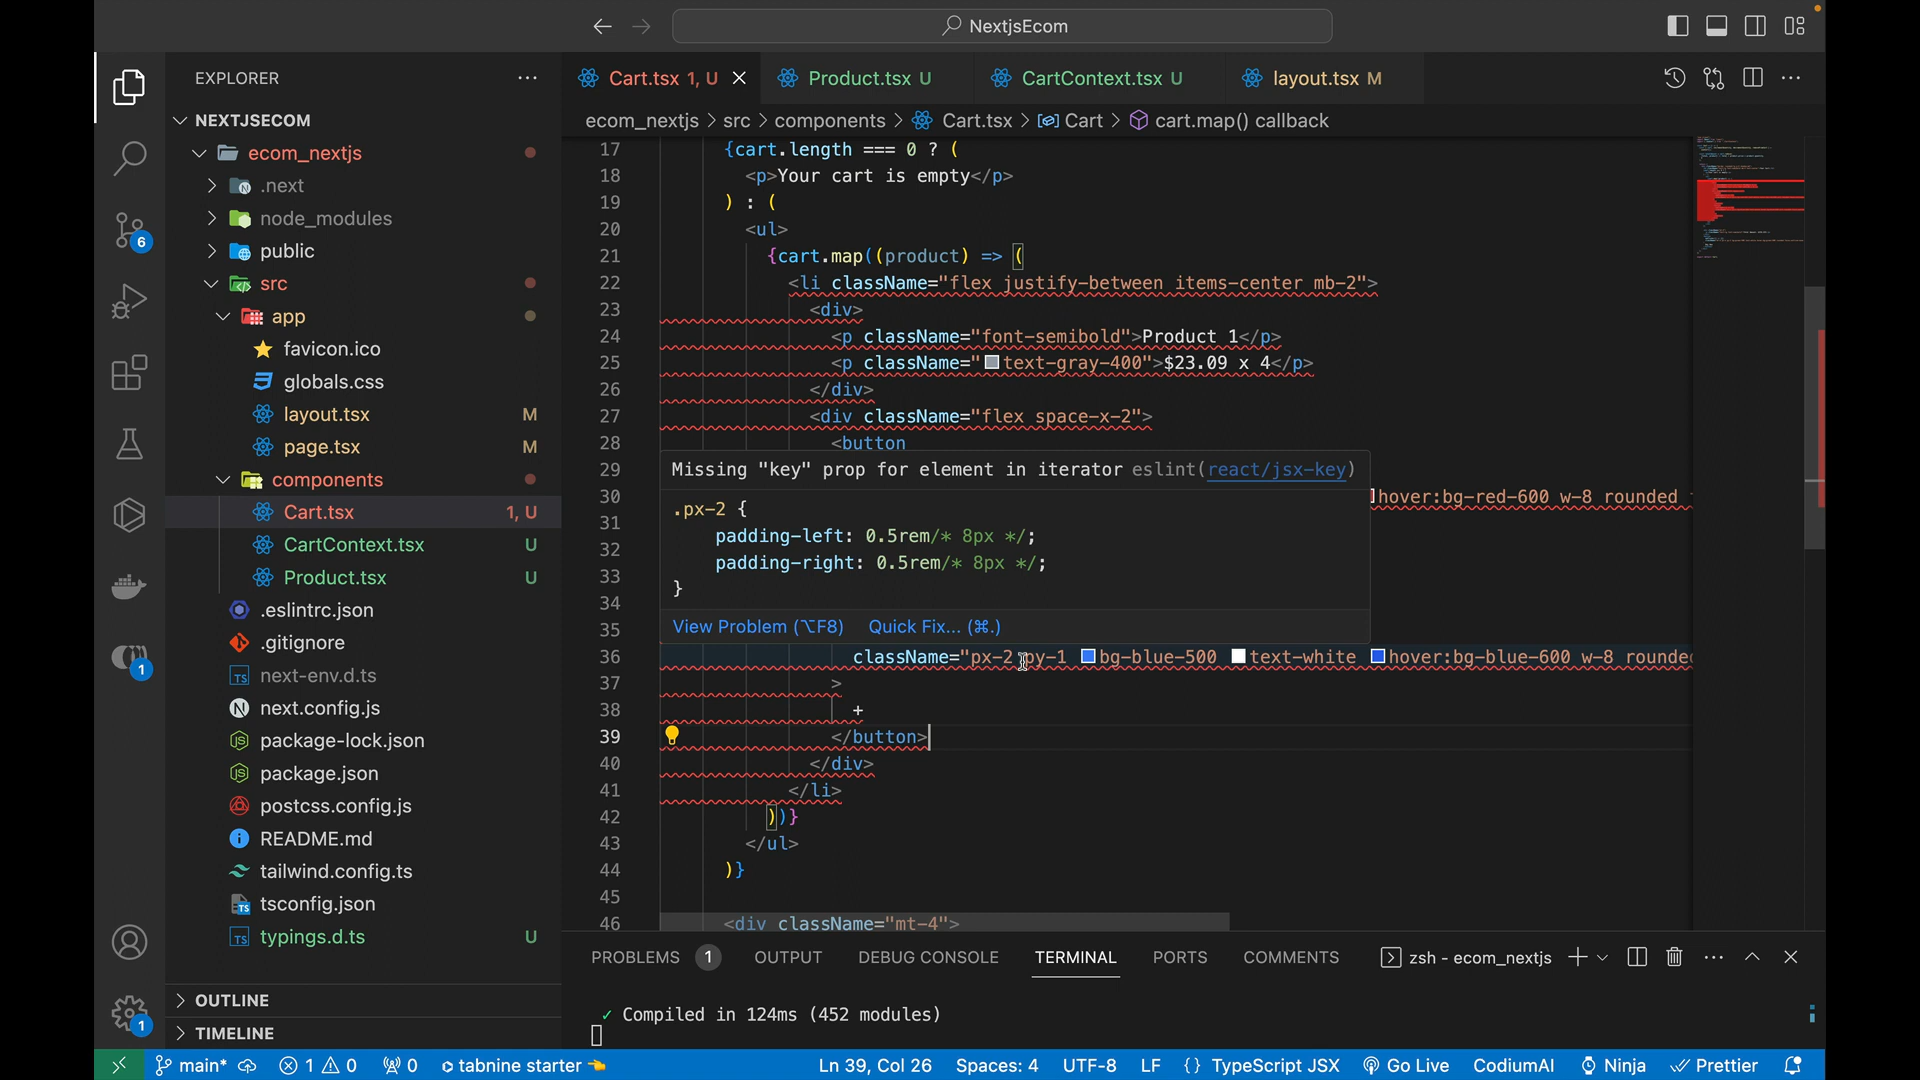 NextjsEcom
EXPLORER
NEXTJSECOM
ecom_nextjs
.next
node_modules
public
src
app
favicon.ico
globals.css
layout.tsx M
page.tsx M
components
Cart.tsx 1, U
CartContext.tsx U
Product.tsx U
.eslintrc.json
.gitignore
next-env.d.ts
next.config.js
package-lock.json
package.json
postcss.config.js
README.md
tailwind.config.ts
tsconfig.json
typings.d.ts U
OUTLINE
TIMELINE
6
1
1
Cart.tsx 1, U Product.tsx U CartContext.tsx U layout.tsx M
ecom_nextjs > src > components > Cart.tsx > Cart > cart.map() callback
17 {cart.length === 0 ? (
18 <p>Your cart is empty</p>
19 ) : (
20 <ul>
21 {cart.map((product) => (
22 <li className="flex justify-between items-center mb-2">
23 <div>
24 <p className="font-semibold">Product 1</p>
25 <p className="text-gray-400">$23.09 x 4</p>
26 </div>
27 <div className="flex space-x-2">
28 <button
29
30 hover:bg-red-600 w-8 rounded
31
32
33
34
35
Missing "key" prop for element in iterator eslint(react/jsx-key)
.px-2 {
padding-left: 0.5rem/* 8px */;
padding-right: 0.5rem/* 8px */;
}
View Problem (⌥F8) Quick Fix... (⌘.)
36 className="px-2 py-1 bg-blue-500 text-white hover:bg-blue-600 w-8 rounded
37 >
38 +
39 </button>
40 </div>
41 </li>
42 ))}
43 </ul>
44 )}
45
46 <div className="mt-4">
PROBLEMS 1 OUTPUT DEBUG CONSOLE TERMINAL PORTS COMMENTS zsh - ecom_nextjs
✓ Compiled in 124ms (452 modules)
main* 1 0 0 tabnine starter Ln 39, Col 26 Spaces: 4 UTF-8 LF {} TypeScript JSX Go Live CodiumAI Ninja Prettier